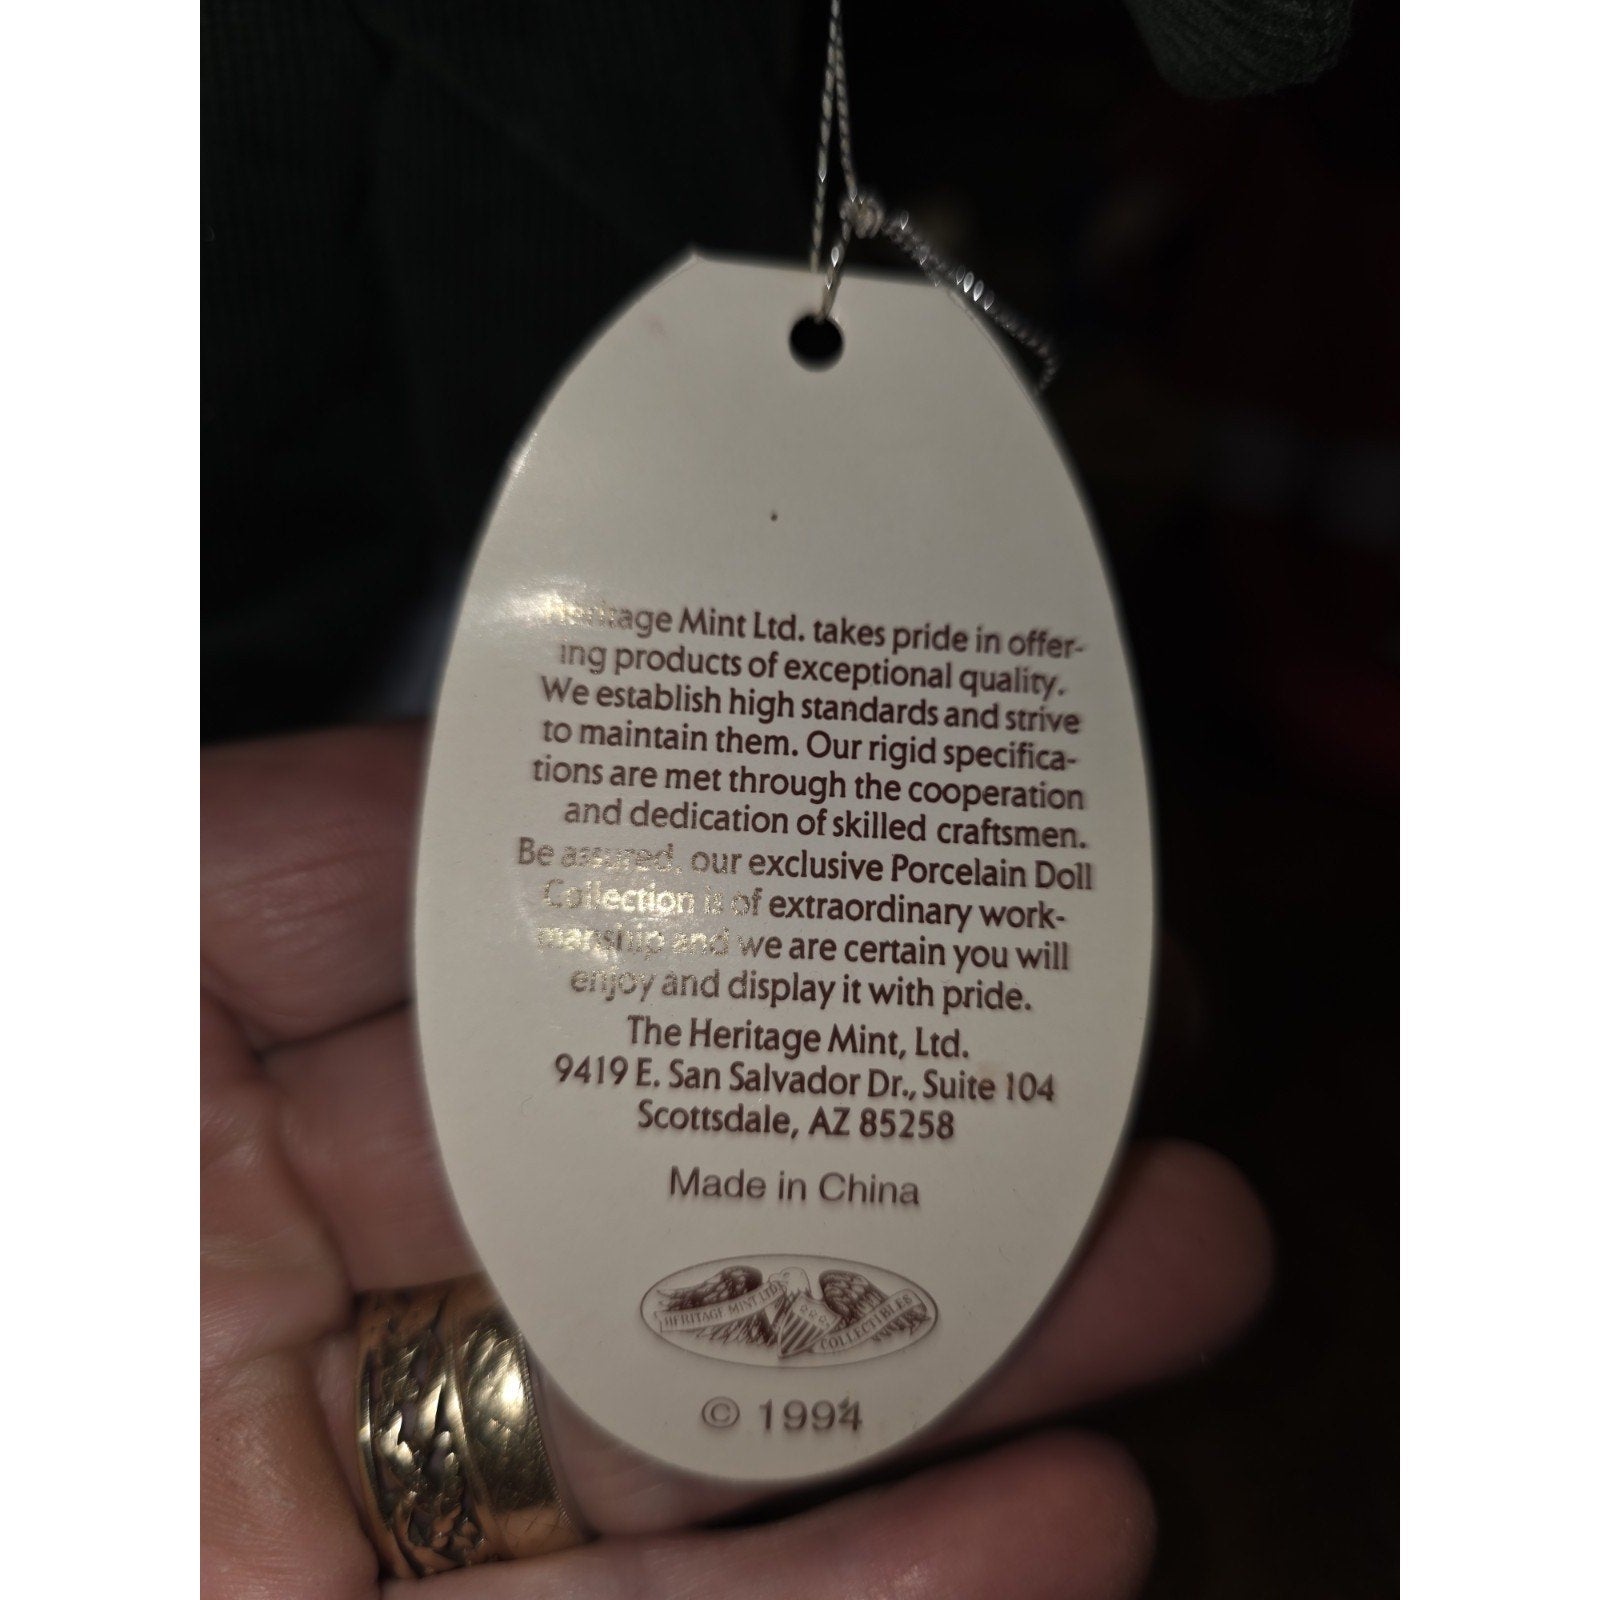 Heritage Mint Ltd. takes pride in offer-
ing products of exceptional quality.
We establish high standards and strive
to maintain them. Our rigid specifica-
tions are met through the cooperation
and dedication of skilled craftsmen.
Be assured, our exclusive Porcelain Doll
Collection is of extraordinary work-
manship and we are certain you will
enjoy and display it with pride.
The Heritage Mint, Ltd.
9419 E. San Salvador Dr., Suite 104
Scottsdale, AZ 85258
Made in China
HERITAGE MINT LTD.
COLLECTIBLES
© 1994